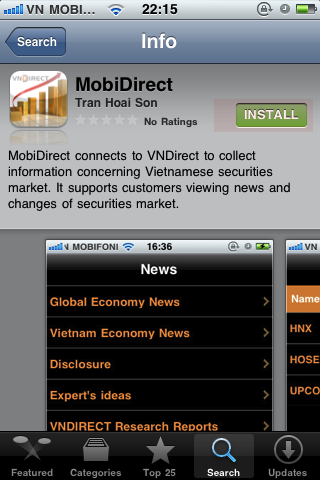 VN MOBI... 22:15
Search
Info
VNDIRECT
MobiDirect
Tran Hoai Son
No Ratings
INSTALL
MobiDirect connects to VNDirect to collect
information concerning Vietnamese securities
market. It supports customers viewing news and
changes of securities market.
N MOBIFONI 16:36
VN
News
Global Economy News
Vietnam Economy News
Disclosure
Expert's ideas
VNDIRECT Research Reports
Name
HNX
HOSE
UPCO
Featured
Categories
Top 25
Search
Updates